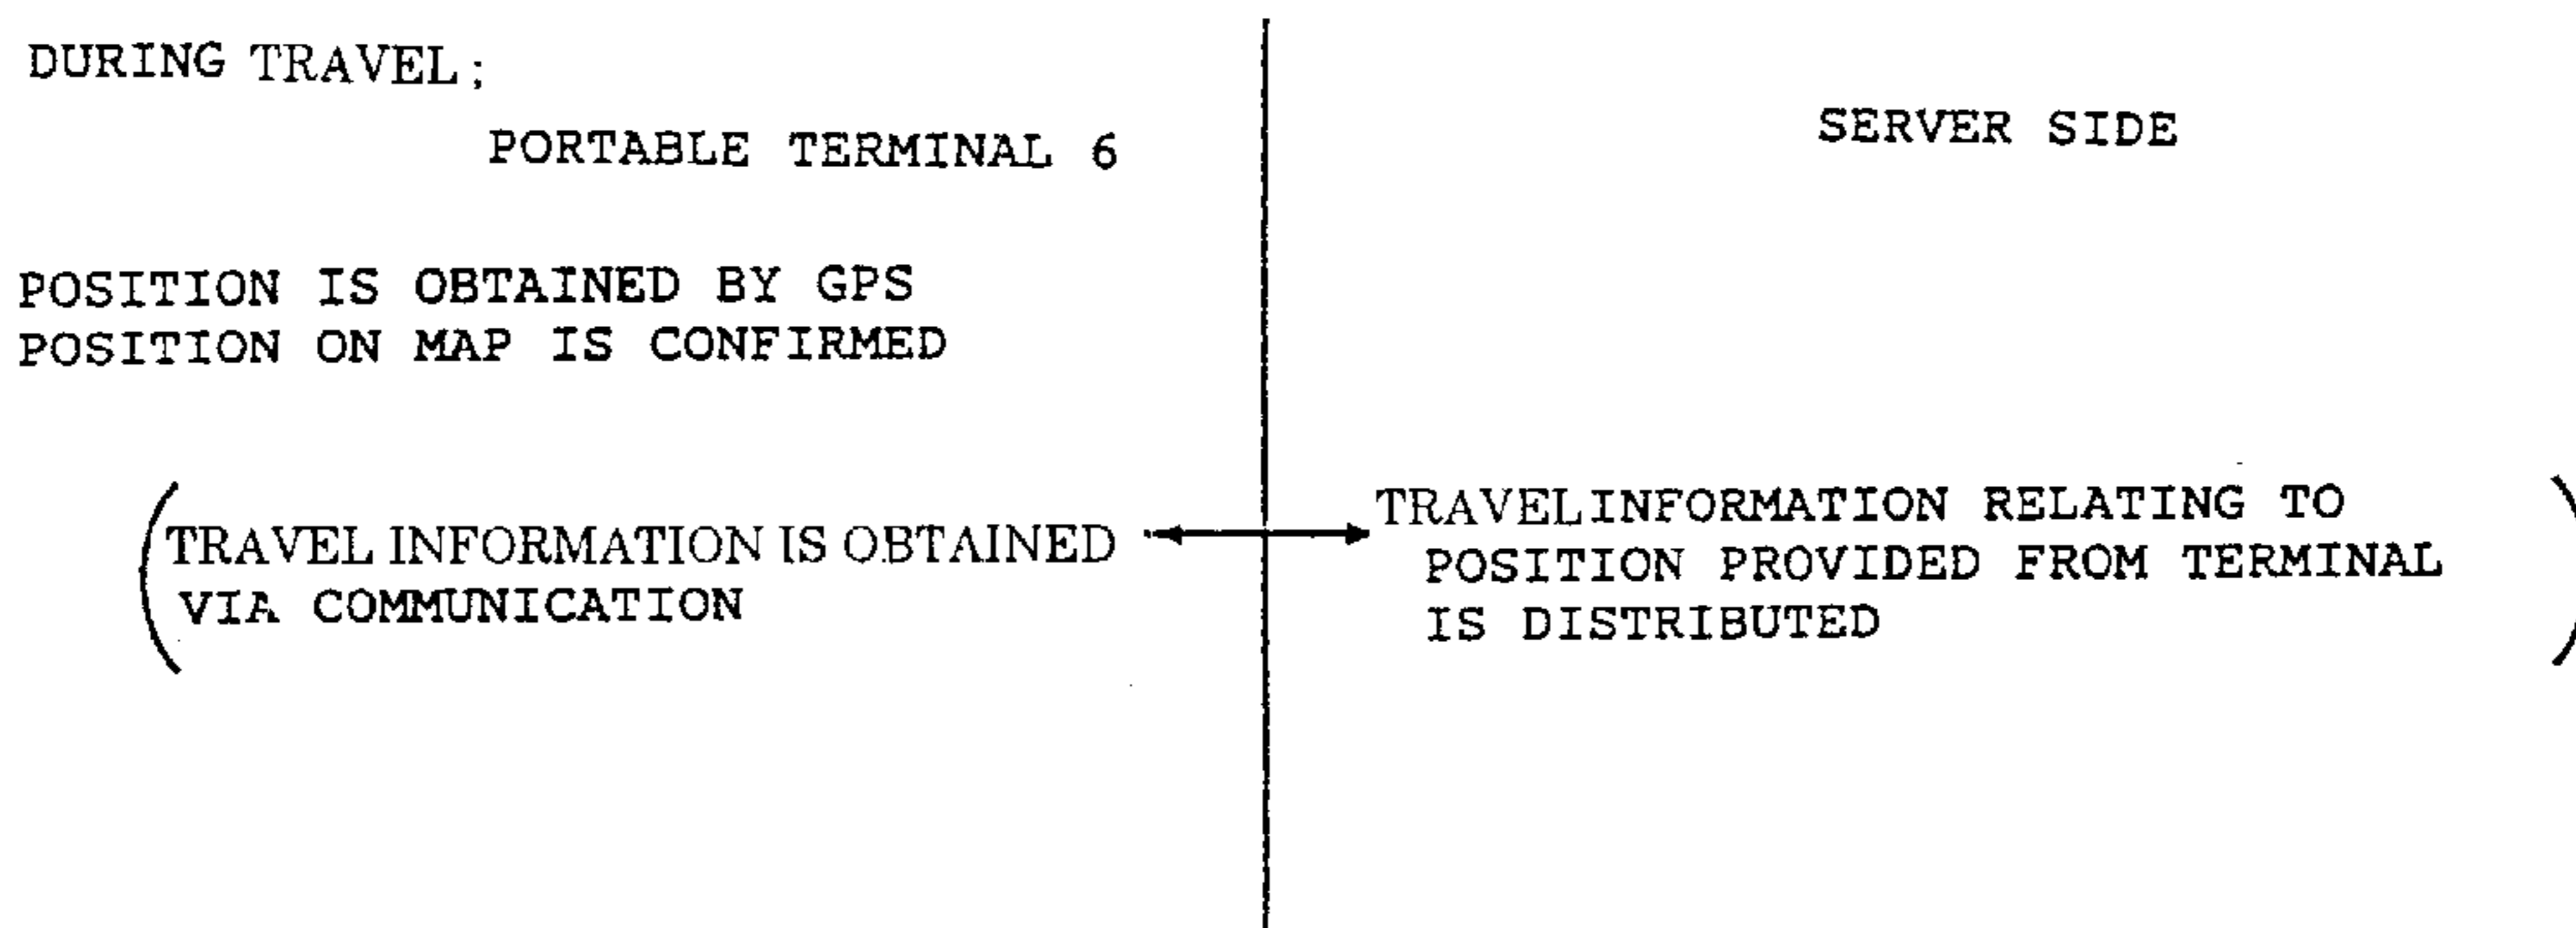 DURING TRAVEL;
PORTABLE TERMINAL 6
SERVER SIDE
POSITION IS OBTAINED BY GPS
POSITION ON MAP IS CONFIRMED
TRAVEL INFORMATION IS OBTAINED
VIA COMMUNICATION
TRAVEL INFORMATION RELATING TO
POSITION PROVIDED FROM TERMINAL
IS DISTRIBUTED